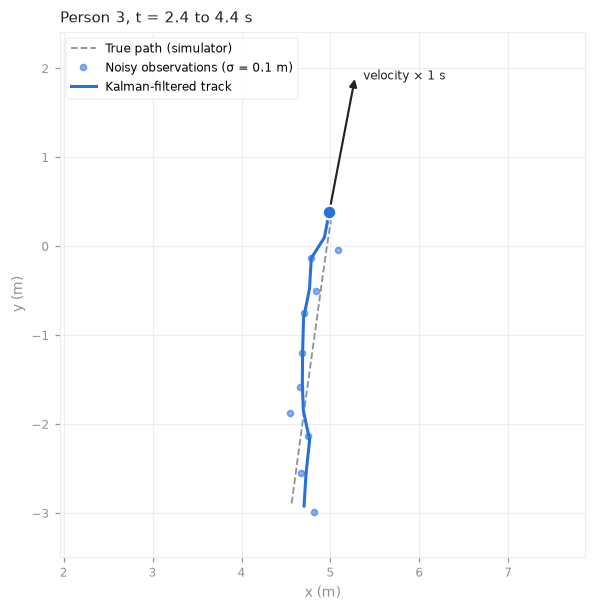 Person 3, t = 2.4 to 4.4 s
True path (simulator)
Noisy observations (σ = 0.1 m)
Kalman-filtered track
velocity × 1 s
2
1
0
−1
−2
−3
y (m)
2
3
4
5
6
7
x (m)